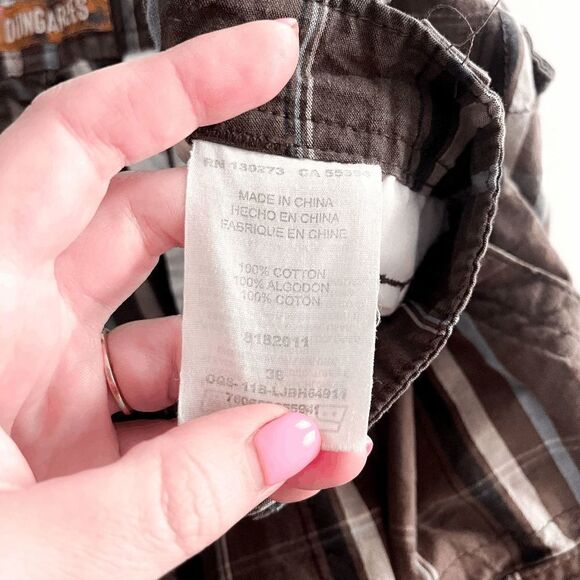 DUNGAREES
RN 130273 CA 55394
MADE IN CHINA
HECHO EN CHINA
FABRIQUE EN CHINE
100% COTTON
100% ALGODON
100% COTON
8182911
36